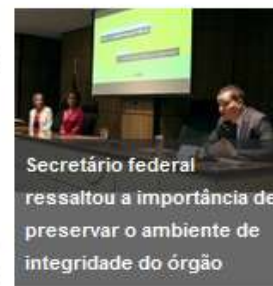 Secretário federal
ressaltou a importância de
preservar o ambiente de
integridade do órgão